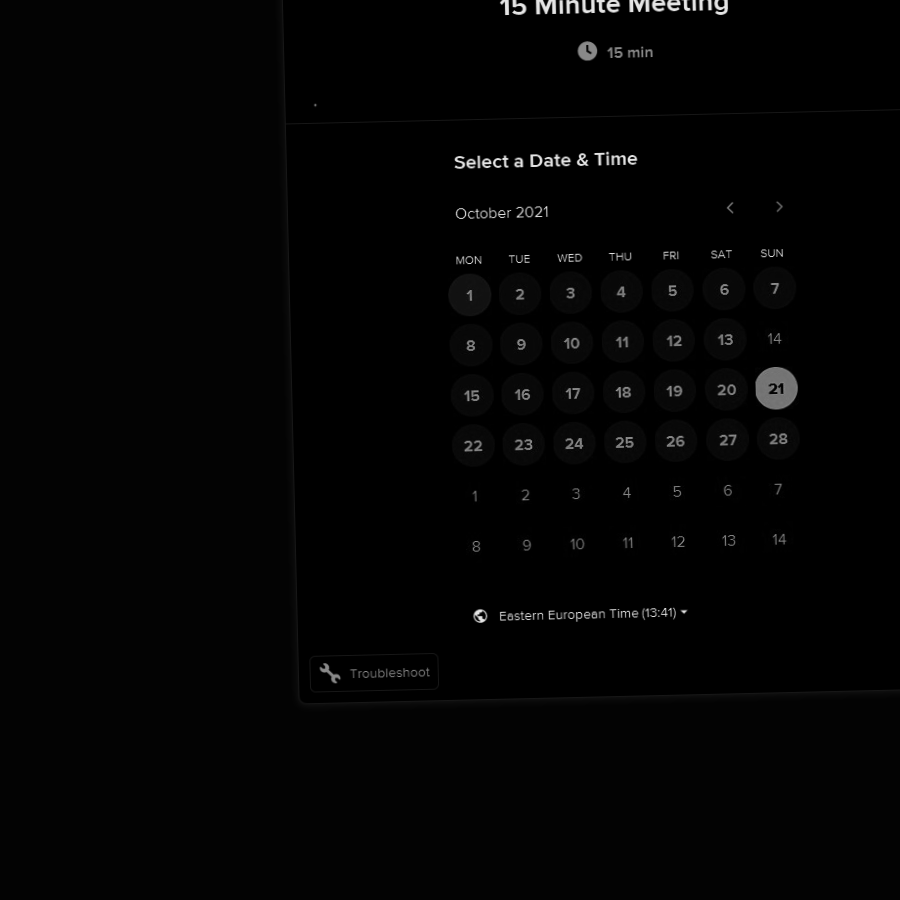 15 Minute Meeting
15 min
Select a Date & Time
October 2021
MON TUE WED THU FRI SAT SUN
1 2 3 4 5 6 7
8 9 10 11 12 13 14
15 16 17 18 19 20 21
22 23 24 25 26 27 28
1 2 3 4 5 6 7
8 9 10 11 12 13 14
Eastern European Time (13:41)
Troubleshoot